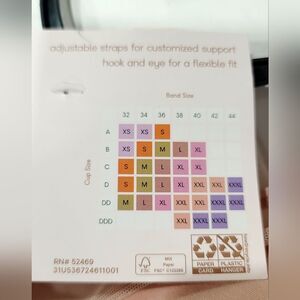 adjustable straps for customized support
hook and eye for a flexible fit
Band Size
32 34 36 38 40 42 44
Cup Size
A XS XS S
B XS S M L XL
C S M L XL XL
D S M L XL XXL XXL XXXL
DD M L XL XXL XXL XXXL XXXL
DDD XXL XXXL XXXL
RN# 52469
31U536724611001
FSC
MIX
Paper
PAPER
CARD
PLASTIC
HANGER